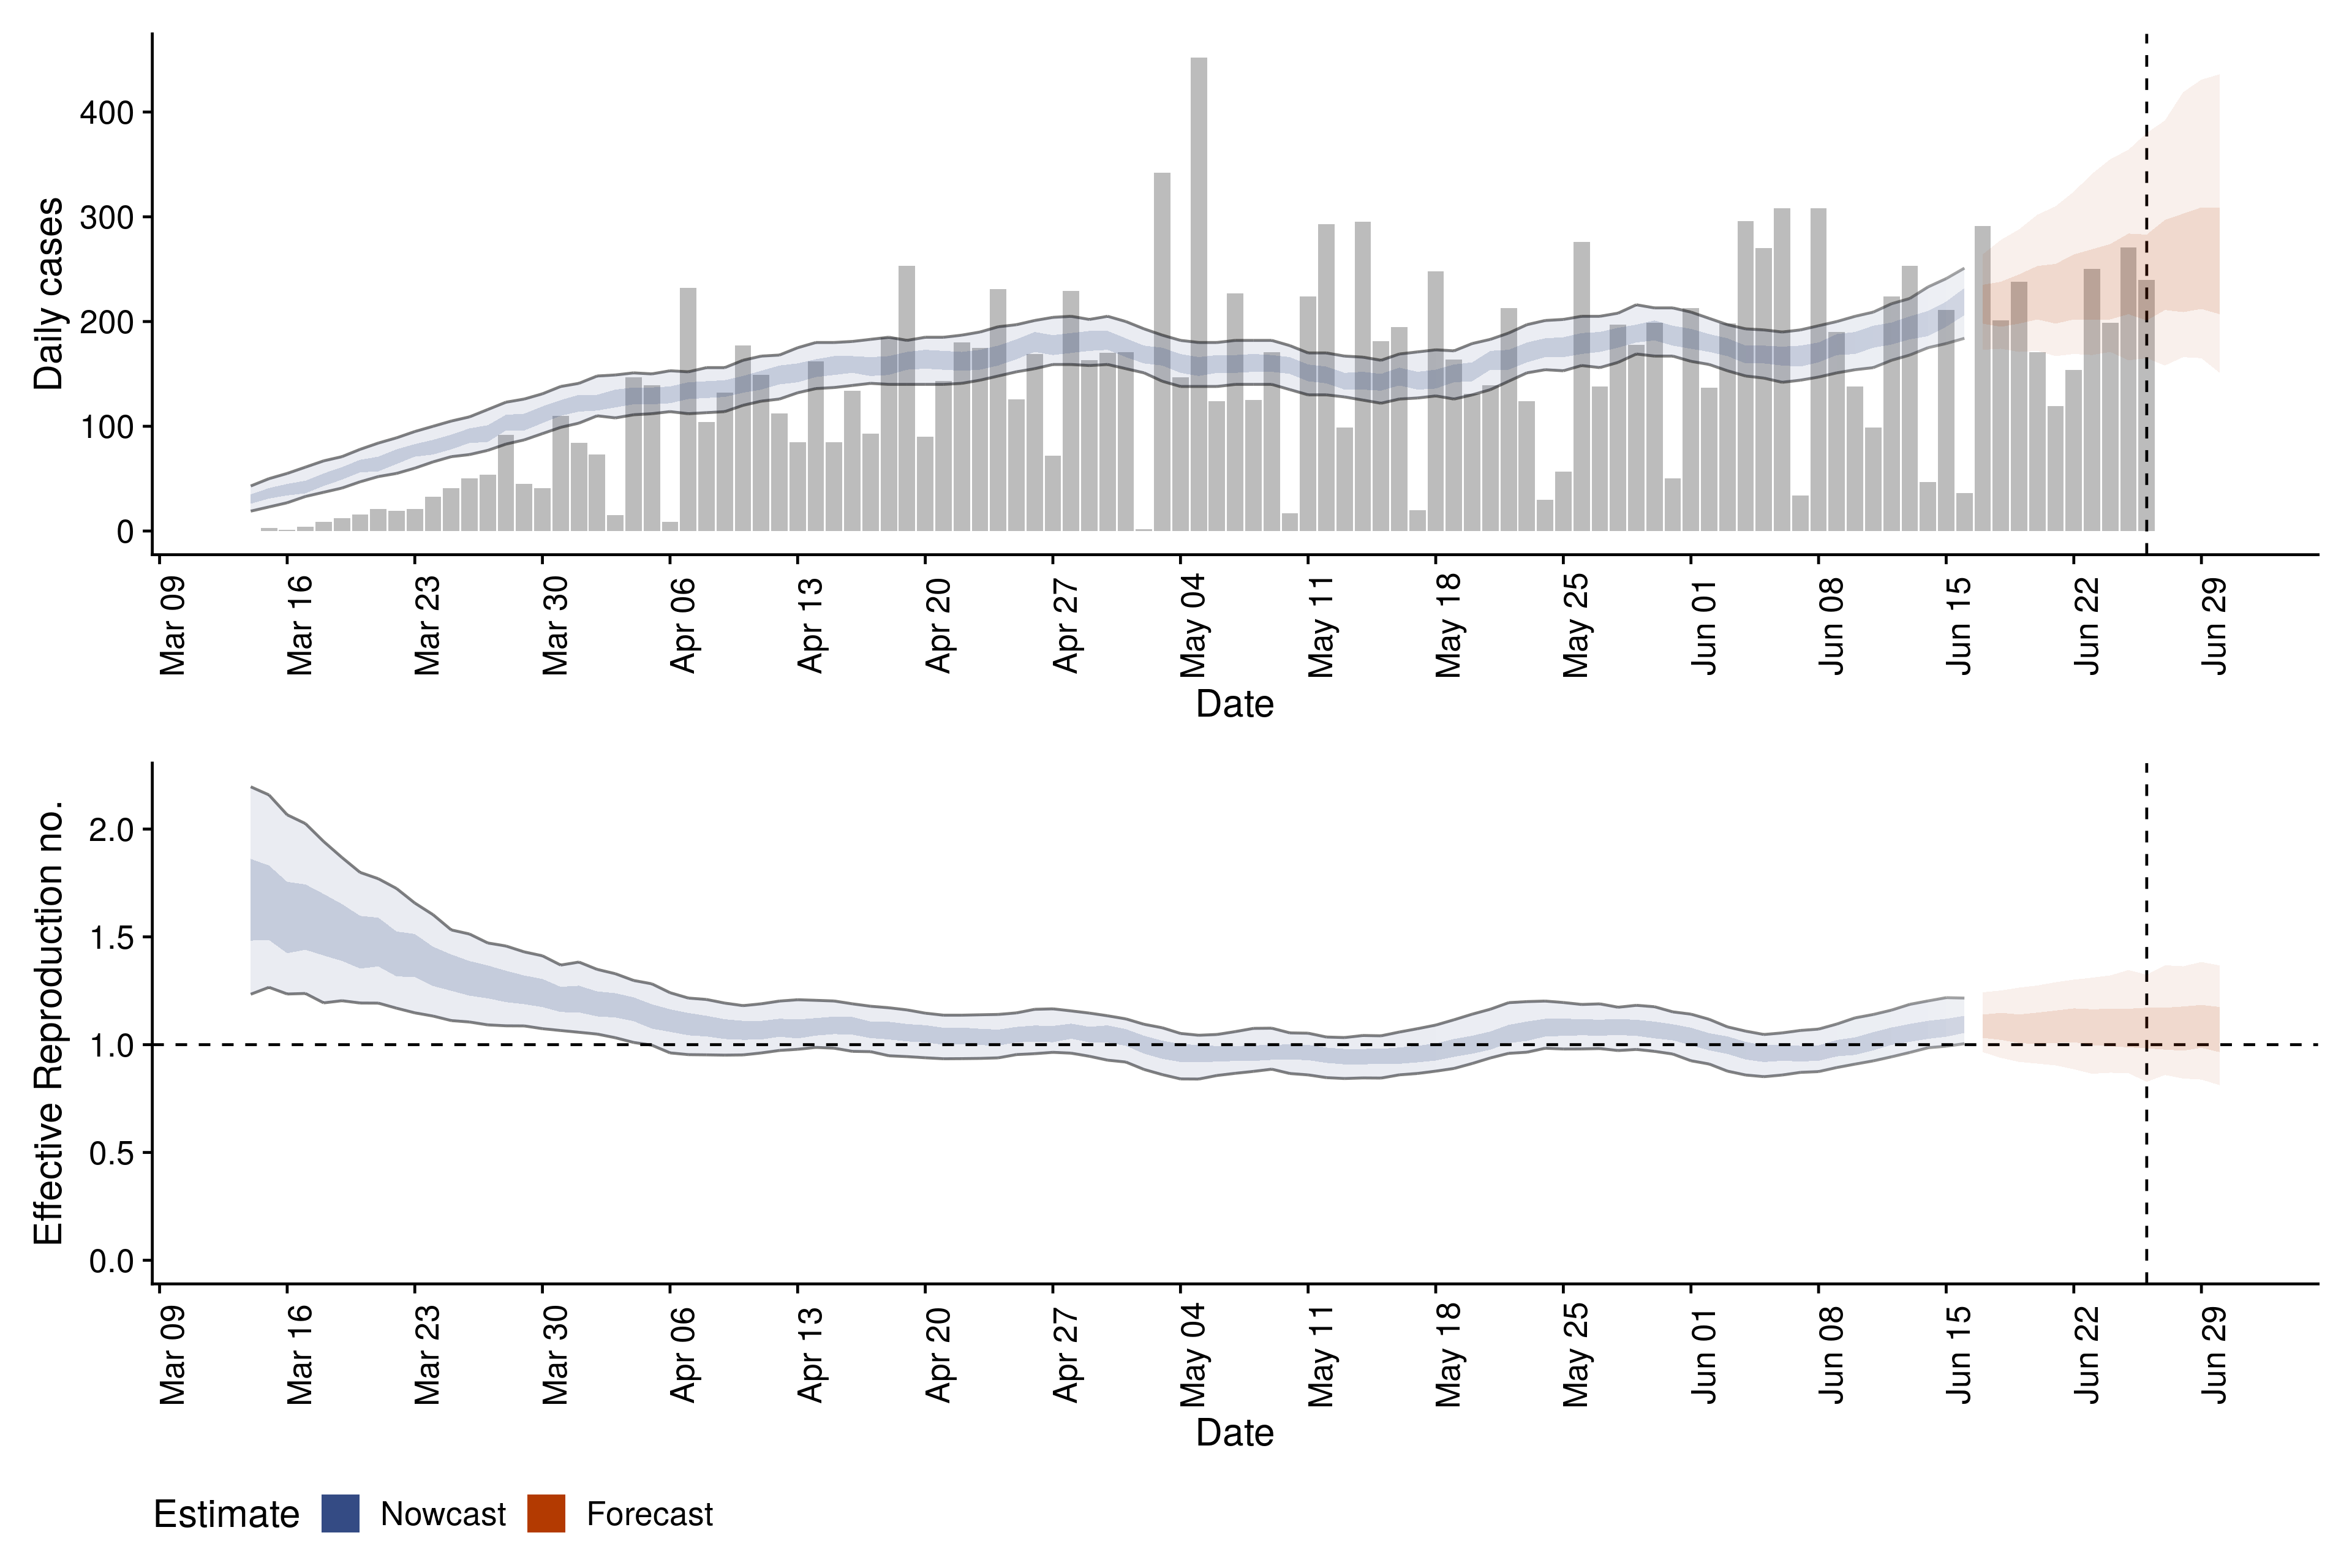 Daily cases
400
300
200
100
0
Mar 09
Mar 16
Mar 23
Mar 30
Apr 06
Apr 13
Apr 20
Apr 27
May 04
May 11
May 18
May 25
Jun 01
Jun 08
Jun 15
Jun 22
Jun 29
Date
Effective Reproduction no.
2.0
1.5
1.0
0.5
0.0
Mar 09
Mar 16
Mar 23
Mar 30
Apr 06
Apr 13
Apr 20
Apr 27
May 04
May 11
May 18
May 25
Jun 01
Jun 08
Jun 15
Jun 22
Jun 29
Date
Estimate Nowcast Forecast